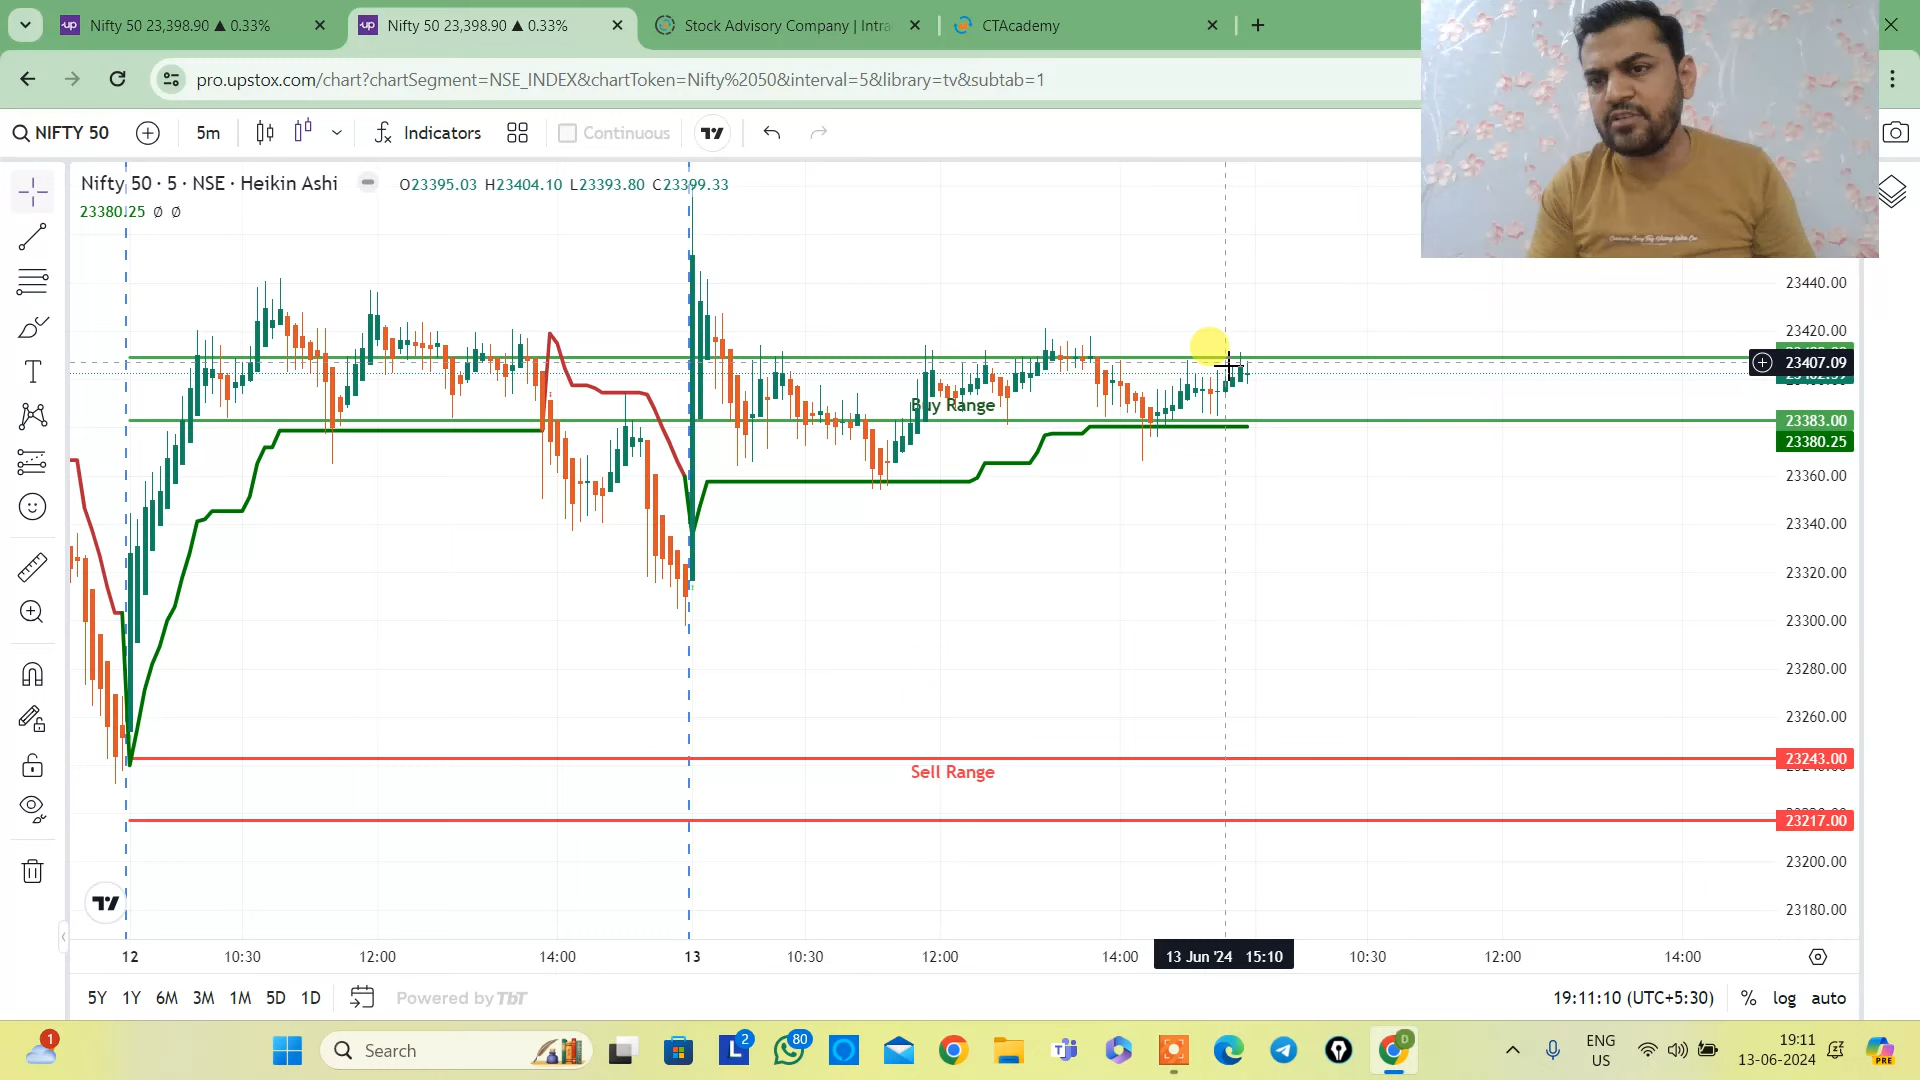 Nifty 50 23,398.90 ▲ 0.33%
Nifty 50 23,398.90 ▲ 0.33%
Stock Advisory Company | Intra
CTAcademy
pro.upstox.com/chart?chartSegment=NSE_INDEX&chartToken=Nifty%2050&interval=5&library=tv&subtab=1
NIFTY 50
5m
Indicators
Continuous
Nifty 50 · 5 · NSE · Heikin Ashi
O23395.03 H23404.10 L23393.80 C23399.33
23380.25 Ø Ø
23440.00
23420.00
23407.09
Buy Range
23383.00
23380.25
23360.00
23340.00
23320.00
23300.00
23280.00
23260.00
23243.00
Sell Range
23217.00
23200.00
23180.00
12 10:30 12:00 14:00 13 10:30 12:00 14:00 13 Jun '24 15:10 10:30 12:00 14:00
5Y 1Y 6M 3M 1M 5D 1D
Powered by TbT
19:11:10 (UTC+5:30) % log auto
1
Search
2
80
D
ENG
US
19:11
13-06-2024
PRE